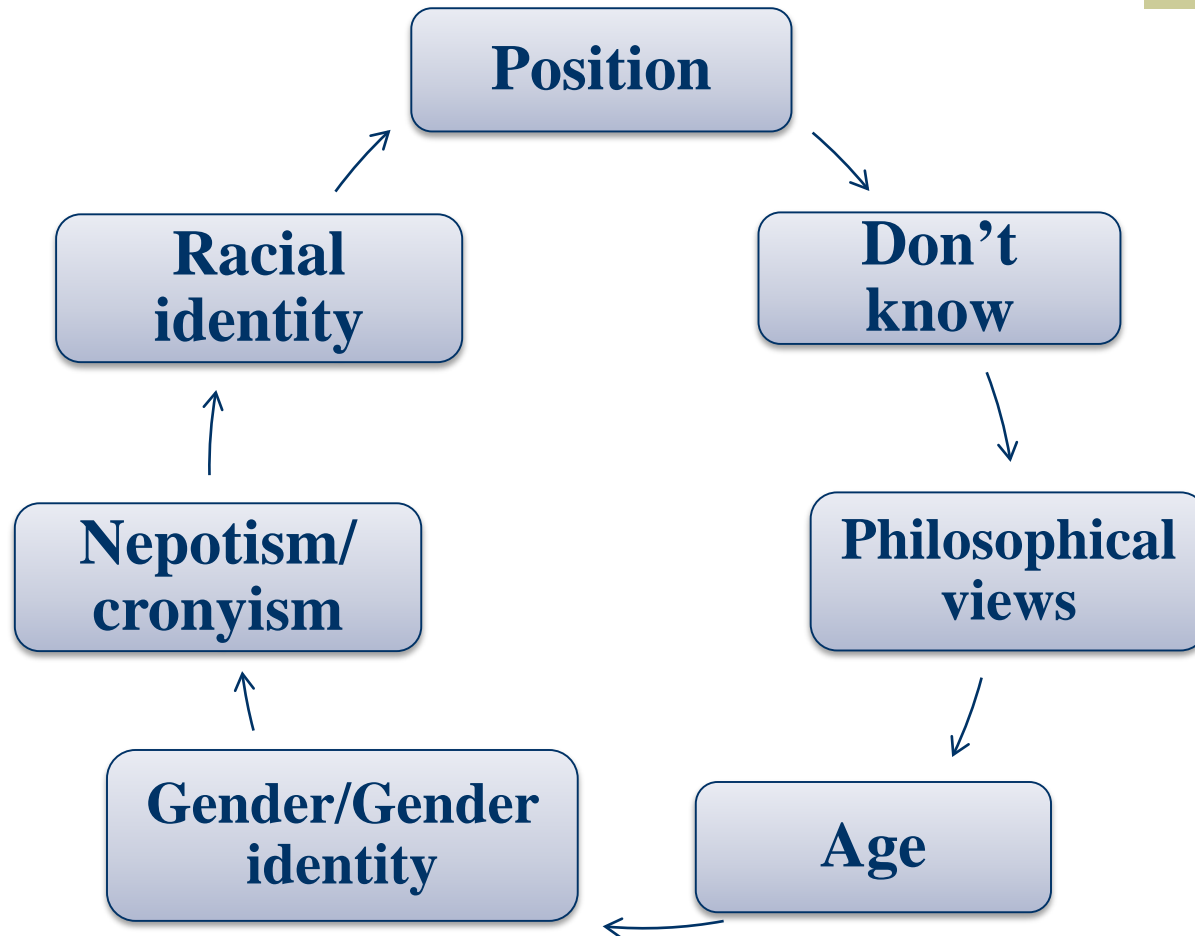 Position
Don’t
know
Philosophical
views
Age
Gender/Gender
identity
Nepotism/
cronyism
Racial
identity